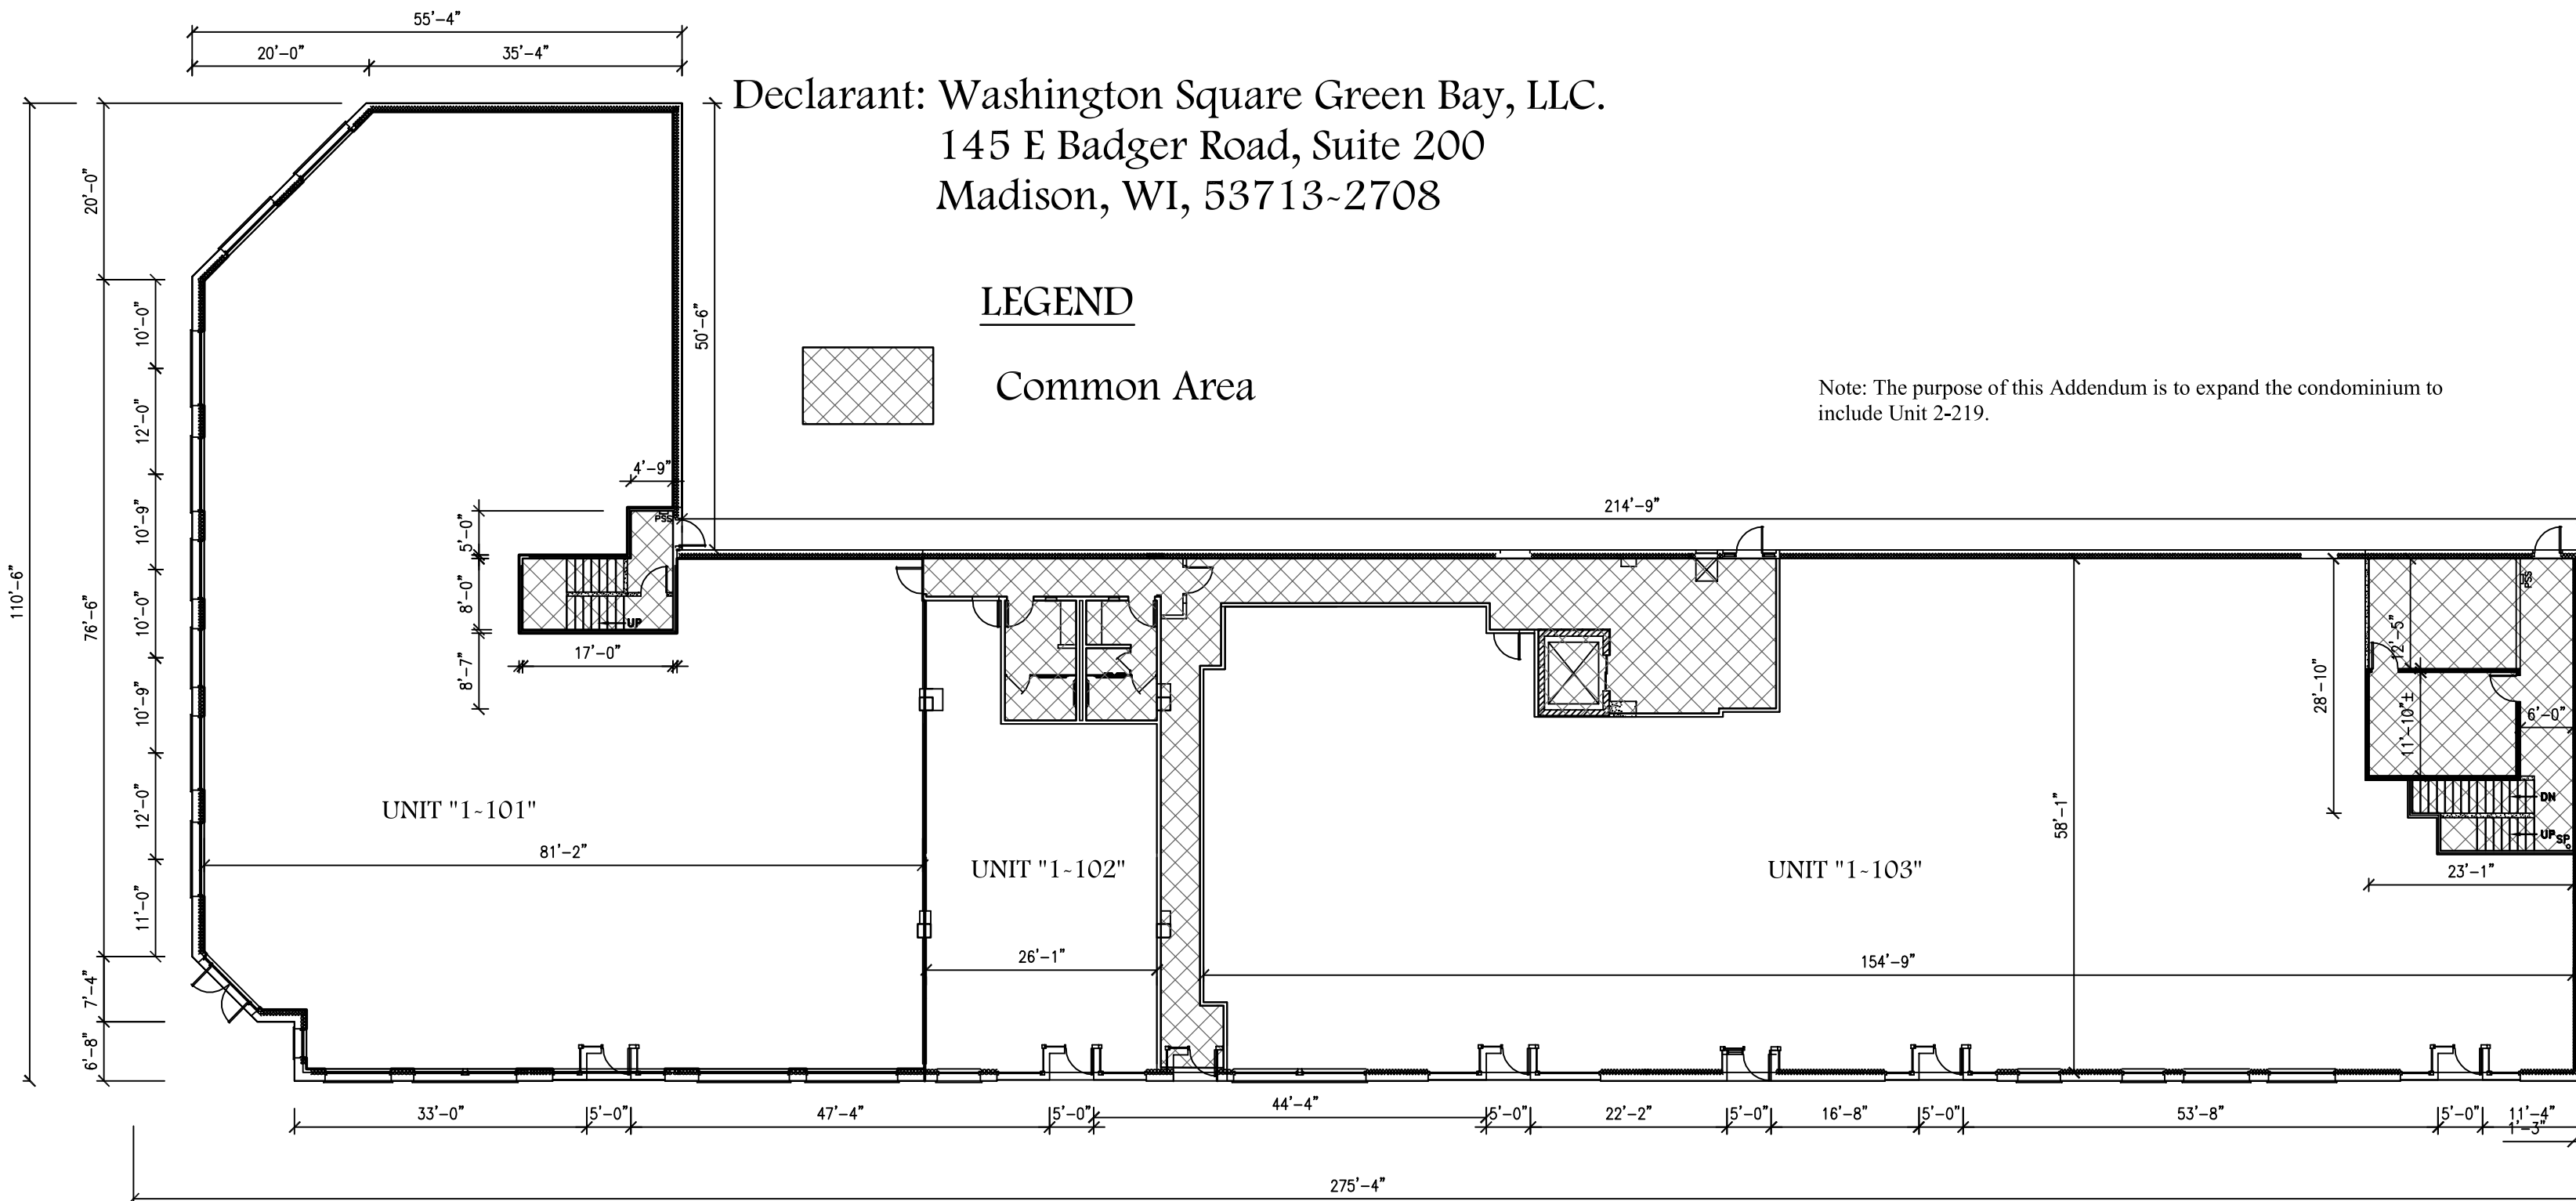 55'-4"
20'-0" 35'-4"
Declarant: Washington Square Green Bay, LLC.
145 E Badger Road, Suite 200
Madison, WI, 53713~2708
LEGEND
Common Area
Note: The purpose of this Addendum is to expand the condominium to
include Unit 2-219.
110'-6"
20'-0"
76'-6"
7'-4"
6'-8"
10'-0"
12'-0"
10'-9"
10'-0"
10'-9"
12'-0"
11'-0"
50'-6"
4'-9"
PSS
5'-0"
8'-0"
8'-7"
UP
17'-0"
214'-9"
UNIT "1~101"
81'-2"
UNIT "1~102"
26'-1"
UNIT "1~103"
154'-9"
58'-1"
28'-10"
12'-5"
11'-10"±
PSS
6'-0"
DN
UP
SP
23'-1"
33'-0" 5'-0" 47'-4" 5'-0" 44'-4" 5'-0" 22'-2" 5'-0" 16'-8" 5'-0" 53'-8" 5'-0" 11'-4"
1'-3"
275'-4"